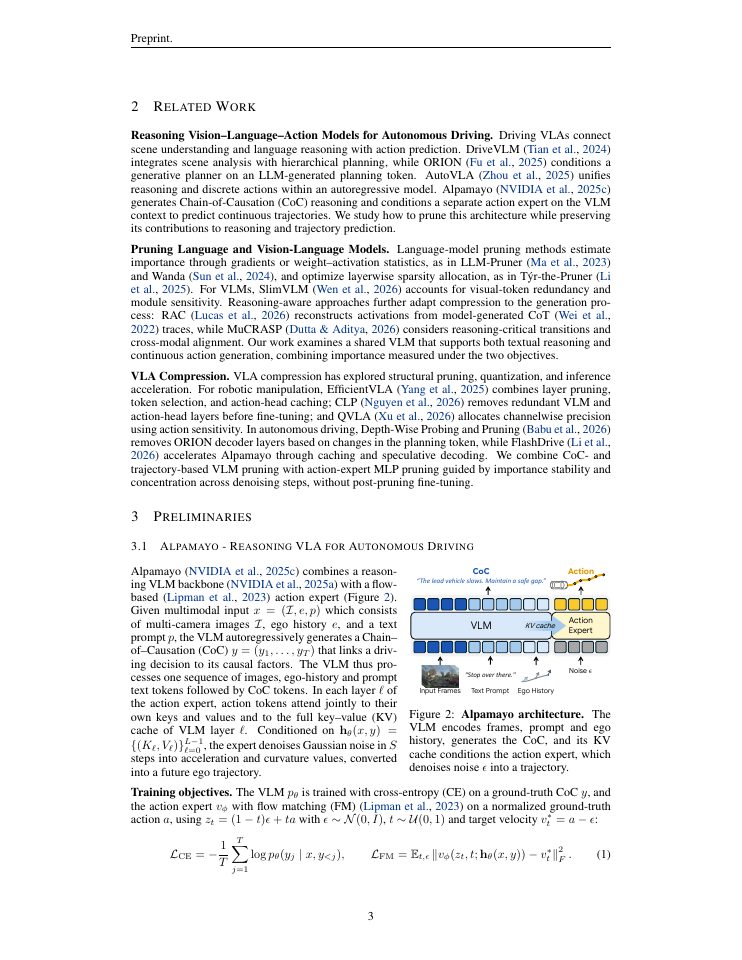 Preprint.
2 RELATED WORK
Reasoning Vision–Language–Action Models for Autonomous Driving. Driving VLAs connect
scene understanding and language reasoning with action prediction. DriveVLM (Tian et al., 2024)
integrates scene analysis with hierarchical planning, while ORION (Fu et al., 2025) conditions a
generative planner on an LLM-generated planning token. AutoVLA (Zhou et al., 2025) unifies
reasoning and discrete actions within an autoregressive model. Alpamayo (NVIDIA et al., 2025c)
generates Chain-of-Causation (CoC) reasoning and conditions a separate action expert on the VLM
context to predict continuous trajectories. We study how to prune this architecture while preserving
its contributions to reasoning and trajectory prediction.
Pruning Language and Vision-Language Models. Language-model pruning methods estimate
importance through gradients or weight–activation statistics, as in LLM-Pruner (Ma et al., 2023)
and Wanda (Sun et al., 2024), and optimize layerwise sparsity allocation, as in Týr-the-Pruner (Li
et al., 2025). For VLMs, SlimVLM (Wen et al., 2026) accounts for visual-token redundancy and
module sensitivity. Reasoning-aware approaches further adapt compression to the generation pro-
cess: RAC (Lucas et al., 2026) reconstructs activations from model-generated CoT (Wei et al.,
2022) traces, while MuCRASP (Dutta & Aditya, 2026) considers reasoning-critical transitions and
cross-modal alignment. Our work examines a shared VLM that supports both textual reasoning and
continuous action generation, combining importance measured under the two objectives.
VLA Compression. VLA compression has explored structural pruning, quantization, and inference
acceleration. For robotic manipulation, EfficientVLA (Yang et al., 2025) combines layer pruning,
token selection, and action-head caching; CLP (Nguyen et al., 2026) removes redundant VLM and
action-head layers before fine-tuning; and QVLA (Xu et al., 2026) allocates channelwise precision
using action sensitivity. In autonomous driving, Depth-Wise Probing and Pruning (Babu et al., 2026)
removes ORION decoder layers based on changes in the planning token, while FlashDrive (Li et al.,
2026) accelerates Alpamayo through caching and speculative decoding. We combine CoC- and
trajectory-based VLM pruning with action-expert MLP pruning guided by importance stability and
concentration across denoising steps, without post-pruning fine-tuning.
3 PRELIMINARIES
3.1 ALPAMAYO - REASONING VLA FOR AUTONOMOUS DRIVING
Alpamayo (NVIDIA et al., 2025c) combines a reason-
ing VLM backbone (NVIDIA et al., 2025a) with a flow-
based (Lipman et al., 2023) action expert (Figure 2).
Given multimodal input x = (I, e, p) which consists
of multi-camera images I, ego history e, and a text
prompt p, the VLM autoregressively generates a Chain–
of–Causation (CoC) y = (y₁, . . . , y_T) that links a driv-
ing decision to its causal factors. The VLM thus pro-
cesses one sequence of images, ego-history and prompt
text tokens followed by CoC tokens. In each layer ℓ of
the action expert, action tokens attend jointly to their
own keys and values and to the full key–value (KV)
cache of VLM layer ℓ. Conditioned on h_θ(x, y) =
{(K_ℓ, V_ℓ)}_{ℓ=0}^{L−1}, the expert denoises Gaussian noise in S
steps into acceleration and curvature values, converted
into a future ego trajectory.
CoC
Action
"The lead vehicle slows. Maintain a safe gap."
VLM
KV cache
Action
Expert
"Stop over there."
Noise ϵ
Input Frames
Text Prompt
Ego History
Figure 2: Alpamayo architecture. The
VLM encodes frames, prompt and ego
history, generates the CoC, and its KV
cache conditions the action expert, which
denoises noise ϵ into a trajectory.
Training objectives. The VLM p_θ is trained with cross-entropy (CE) on a ground-truth CoC y, and
the action expert v_ϕ with flow matching (FM) (Lipman et al., 2023) on a normalized ground-truth
action a, using z_t = (1 − t)ϵ + ta with ϵ ∼ N(0, I), t ∼ U(0, 1) and target velocity v_t^* = a − ϵ:
L_CE = −\frac{1}{T} \sum_{j=1}^{T} log p_θ(y_j | x, y_{<j}), L_FM = E_{t,ϵ} ‖v_ϕ(z_t, t; h_θ(x, y)) − v_t^*‖_F^2 . (1)
3